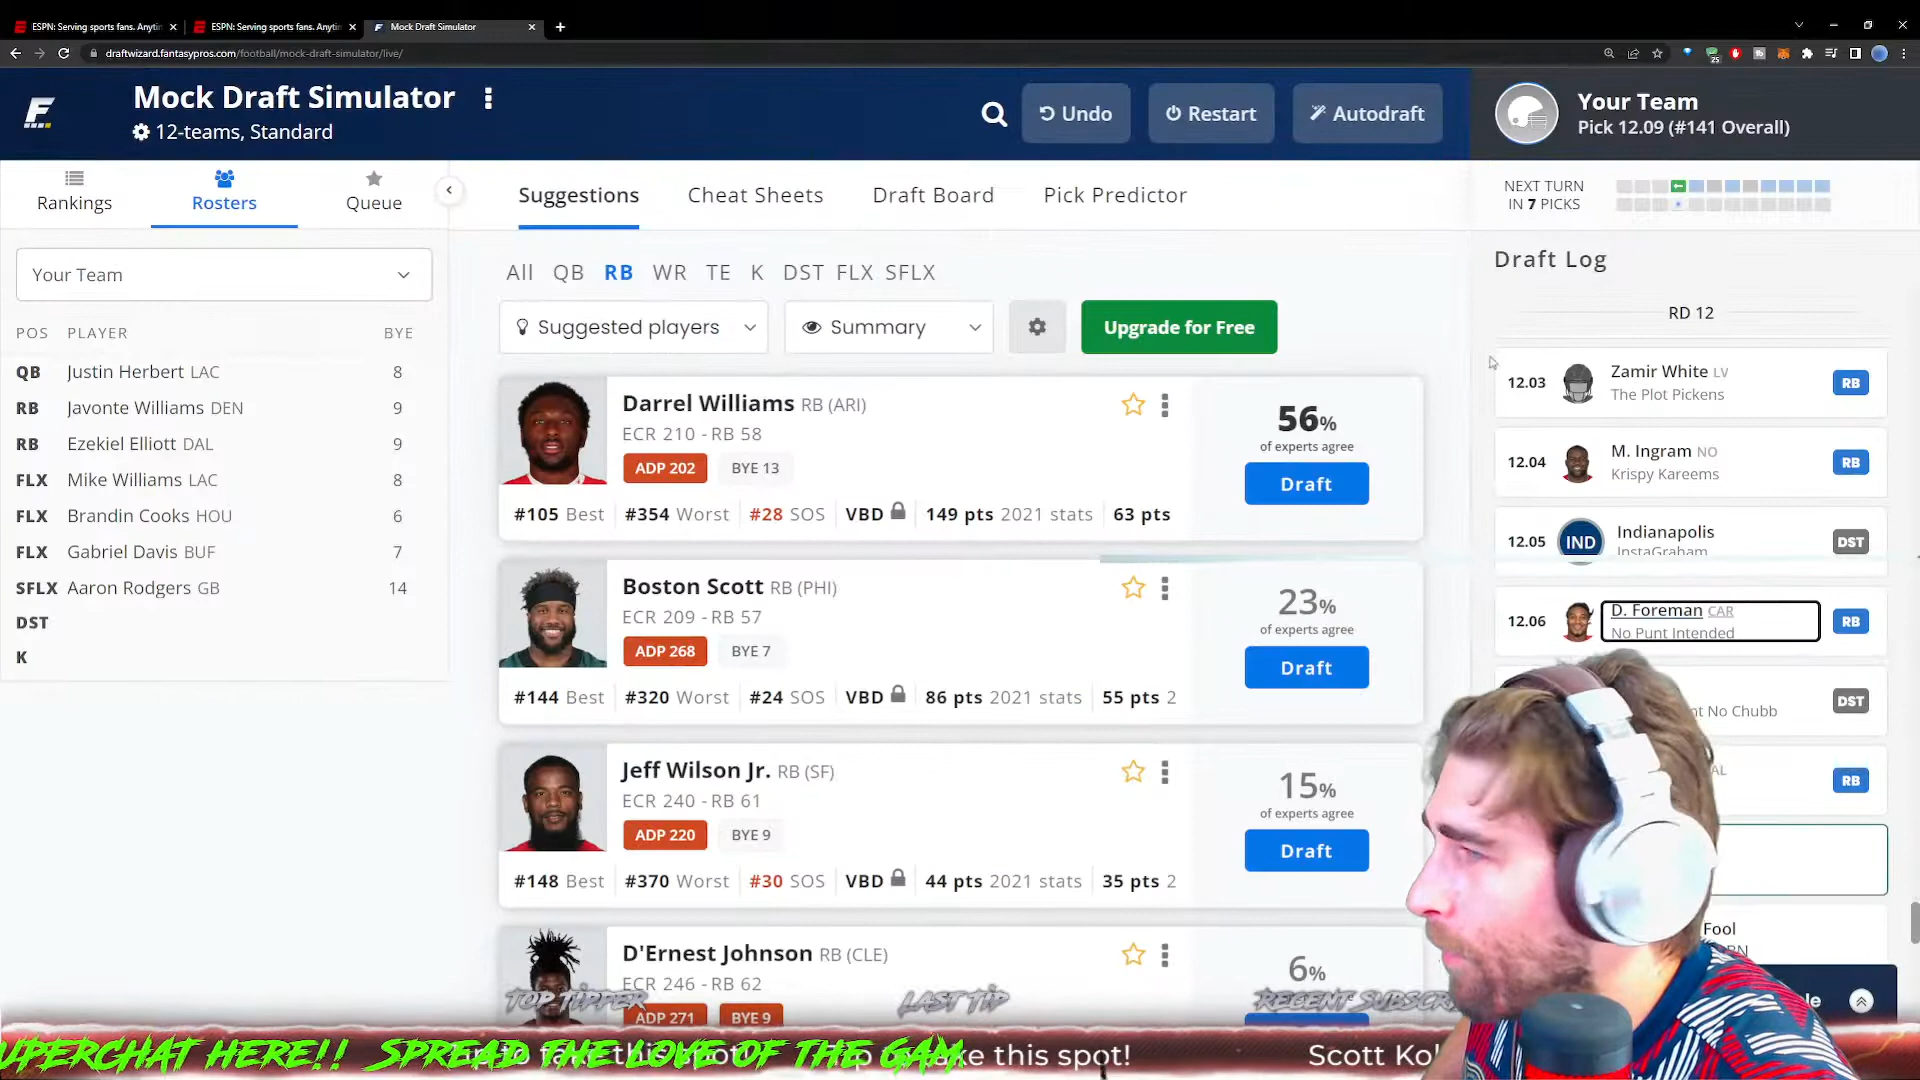 ESPN: Serving sports fans. Anytin
ESPN: Serving sports fans. Anytin
Mock Draft Simulator
draftwizard.fantasypros.com/football/mock-draft-simulator/live/
Mock Draft Simulator
12-teams, Standard
Undo
Restart
Autodraft
Your Team
Pick 12.09 (#141 Overall)
Rankings
Rosters
Queue
Suggestions
Cheat Sheets
Draft Board
Pick Predictor
NEXT TURN
IN 7 PICKS
Your Team
POS PLAYER BYE
QB Justin Herbert LAC 8
RB Javonte Williams DEN 9
RB Ezekiel Elliott DAL 9
FLX Mike Williams LAC 8
FLX Brandin Cooks HOU 6
FLX Gabriel Davis BUF 7
SFLX Aaron Rodgers GB 14
DST
K
All QB RB WR TE K DST FLX SFLX
Suggested players
Summary
Upgrade for Free
Darrel Williams RB (ARI)
ECR 210 - RB 58
ADP 202 BYE 13
#105 Best #354 Worst #28 SOS VBD 149 pts 2021 stats 63 pts
56%
of experts agree
Draft
Boston Scott RB (PHI)
ECR 209 - RB 57
ADP 268 BYE 7
#144 Best #320 Worst #24 SOS VBD 86 pts 2021 stats 55 pts 2
23%
of experts agree
Draft
Jeff Wilson Jr. RB (SF)
ECR 240 - RB 61
ADP 220 BYE 9
#148 Best #370 Worst #30 SOS VBD 44 pts 2021 stats 35 pts 2
15%
of experts agree
Draft
D'Ernest Johnson RB (CLE)
ECR 246 - RB 62
ADP 271 BYE 9
6%
Draft Log
RD 12
12.03 Zamir White LV
The Plot Pickens
RB
12.04 M. Ingram NO
Krispy Kareems
RB
12.05 IND Indianapolis
InstaGraham
DST
12.06 D. Foreman CAR
No Punt Intended
RB
nt No Chubb
DST
AL
RB
Fool
TOP TIPPER
LAST TIP
RECENT SUBSCR
UPERCHAT HERE!! SPREAD THE LOVE OF THE GAM
this spot!
Scott Kol